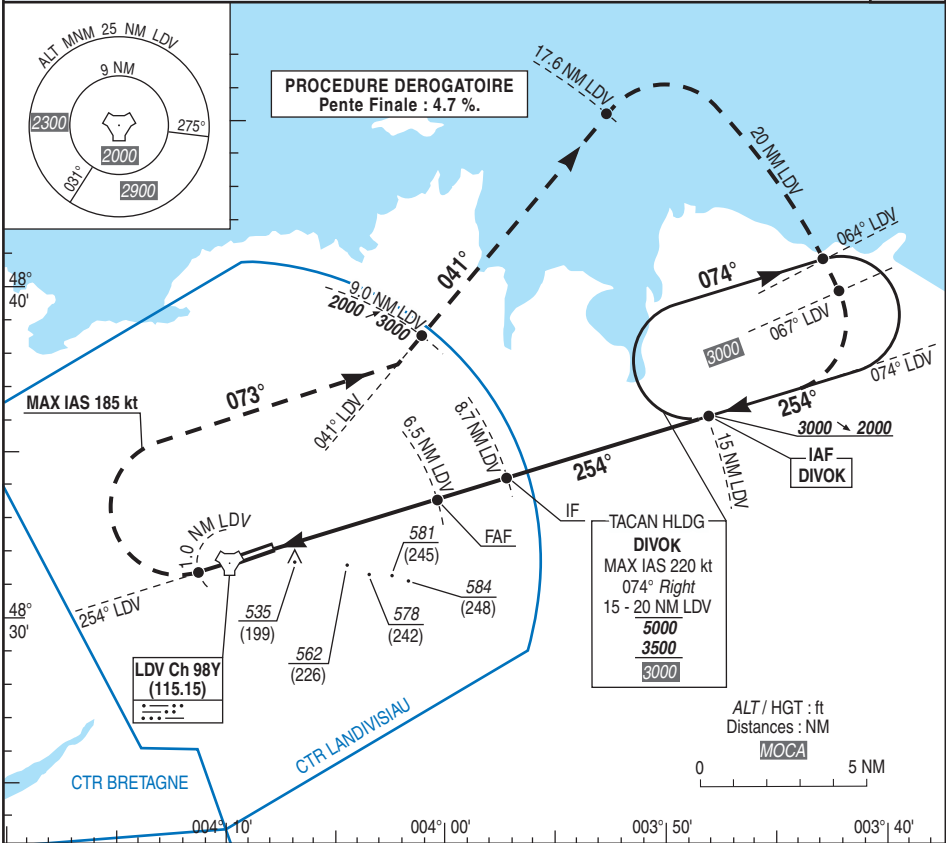 ALT MNM 25 NM LDV
9 NM
2300
275°
2000
031°
2900
PROCEDURE DEROGATOIRE
Pente Finale : 4.7 %.
17.6 NM LDV
20 NM LDV
064° LDV
074°
067° LDV
3000
074° LDV
254°
3000 ➘ 2000
IAF
DIVOK
15 NM LDV
48°
40'
041°
9.0 NM LDV
2000 ➚ 3000
MAX IAS 185 kt
073°
041° LDV
6.5 NM LDV
8.7 NM LDV
254°
IF
FAF
1.0 NM LDV
254° LDV
48°
30'
535
(199)
562
(226)
581
(245)
578
(242)
584
(248)
LDV Ch 98Y
(115.15)
TACAN HLDG
DIVOK
MAX IAS 220 kt
074° Right
15 - 20 NM LDV
5000
3500
3000
ALT / HGT : ft
Distances : NM
MOCA
0 5 NM
CTR LANDIVISIAU
CTR BRETAGNE
004° 10'
004° 00'
003° 50'
003° 40'